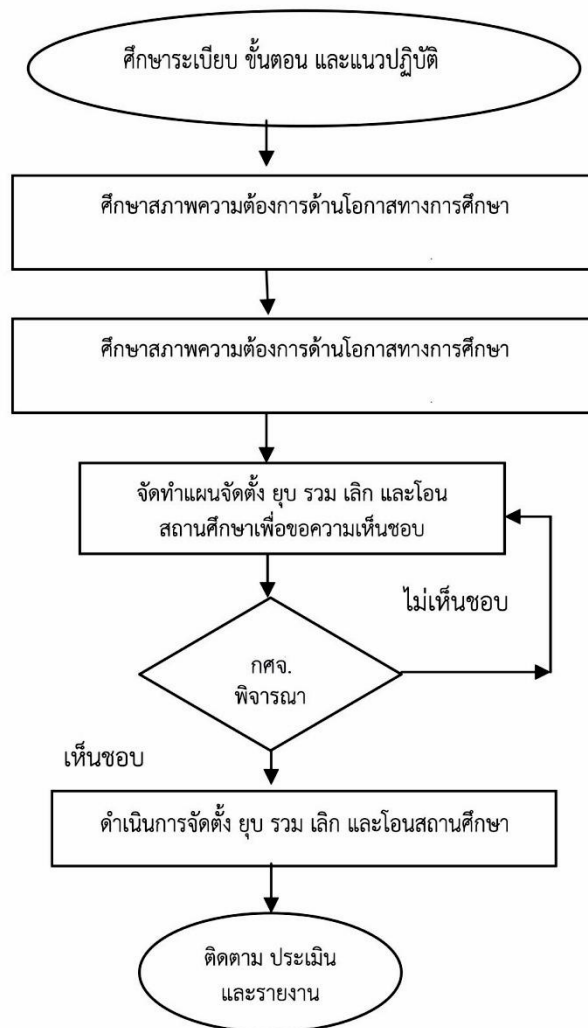 ศึกษาระเบียบ ขั้นตอน และแนวปฏิบัติ
ศึกษาสภาพความต้องการด้านโอกาสทางการศึกษา
ศึกษาสภาพความต้องการด้านโอกาสทางการศึกษา
จัดทำแผนจัดตั้ง ยุบ รวม เลิก และโอน
สถานศึกษาเพื่อขอความเห็นชอบ
ไม่เห็นชอบ
กศจ.
พิจารณา
เห็นชอบ
ดำเนินการจัดตั้ง ยุบ รวม เลิก และโอนสถานศึกษา
ติดตาม ประเมิน
และรายงาน